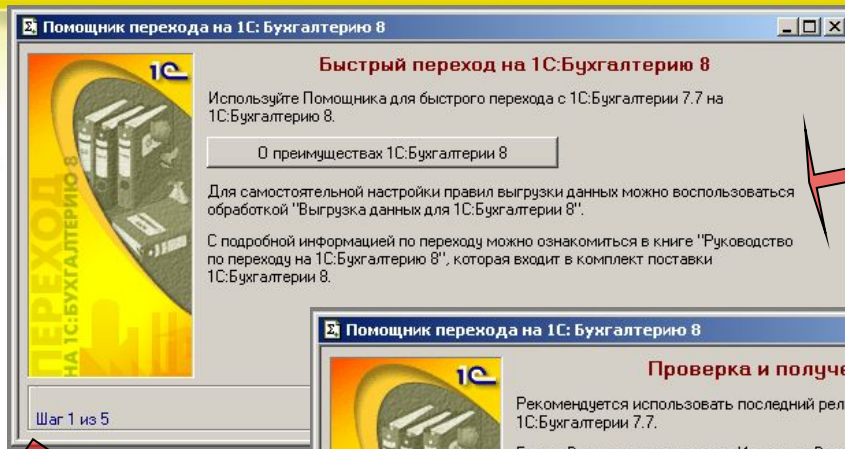 Помощник перехода на 1С: Бухгалтерию 8
1С
ПЕРЕХОД
НА 1С:БУХГАЛТЕРИЮ 8
Быстрый переход на 1С:Бухгалтерию 8
Используйте Помощника для быстрого перехода с 1С:Бухгалтерии 7.7 на
1С:Бухгалтерию 8.
О преимуществах 1С:Бухгалтерии 8
Для самостоятельной настройки правил выгрузки данных можно воспользоваться
обработкой "Выгрузка данных для 1С:Бухгалтерии 8".
С подробной информацией по переходу можно ознакомиться в книге "Руководство
по переходу на 1С:Бухгалтерию 8", которая входит в комплект поставки
1С:Бухгалтерии 8.
Шаг 1 из 5
Помощник перехода на 1С: Бухгалтерию 8
1С
Проверка и получе
Рекомендуется использовать последний рел
1С:Бухгалтерии 7.7.